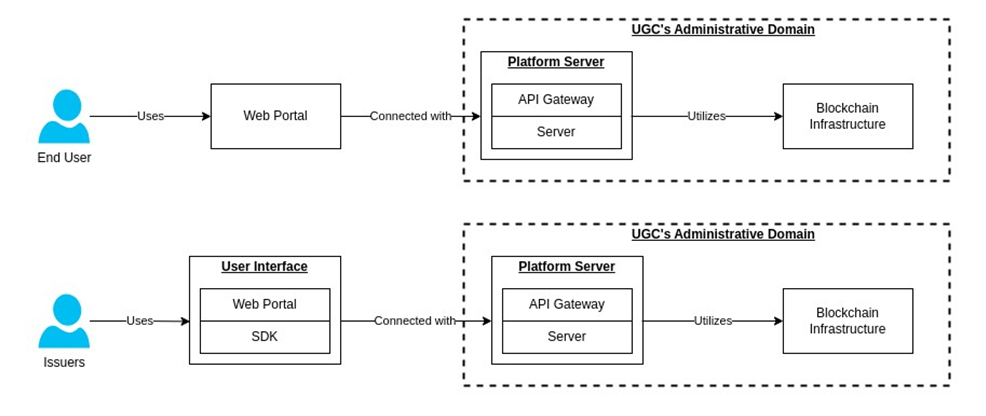 UGC's Administrative Domain
Platform Server
API Gateway
Server
End User
Uses
Web Portal
Connected with
Utilizes
Blockchain
Infrastructure
UGC's Administrative Domain
User Interface
Web Portal
SDK
Platform Server
API Gateway
Server
Issuers
Uses
Connected with
Utilizes
Blockchain
Infrastructure